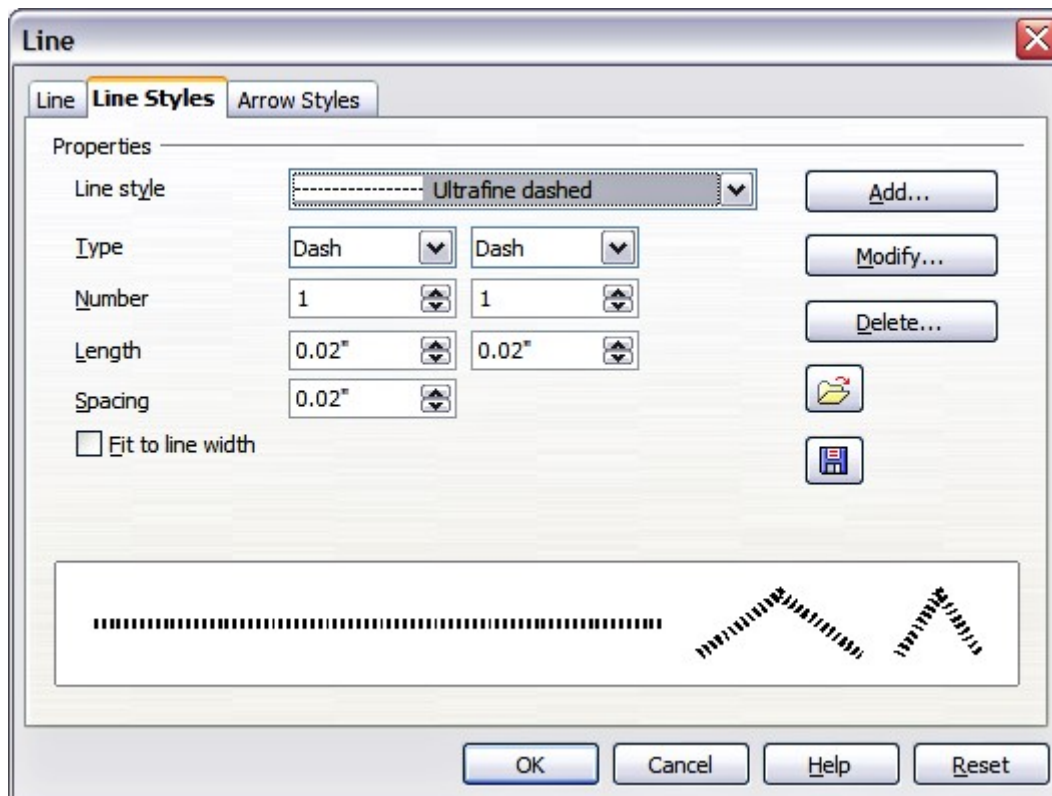 Line
Line Line Styles Arrow Styles
Properties
Line style Ultrafine dashed Add...
Type Dash Dash Modify...
Number 1 1
Length 0.02" 0.02" Delete...
Spacing 0.02"
Fit to line width
OK Cancel Help Reset